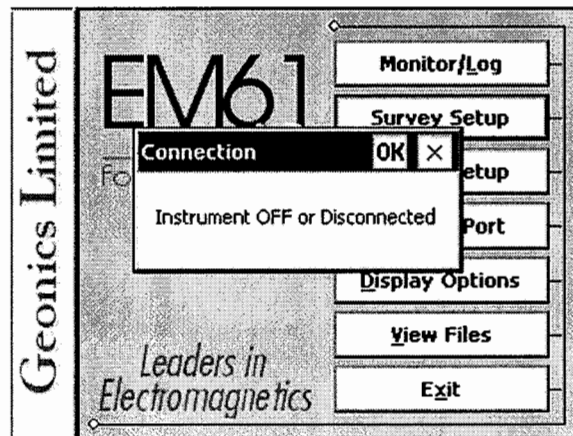 Geonics Limited
EM61
Fo
Monitor/Log
Survey Setup
etup
Port
Display Options
View Files
Exit
Connection
OK
×
Instrument OFF or Disconnected
Leaders in
Electromagnetics